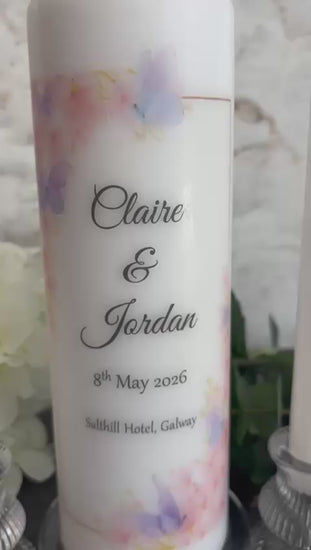 Claire
&
Jordan
8th May 2026
Salthill Hotel, Galway